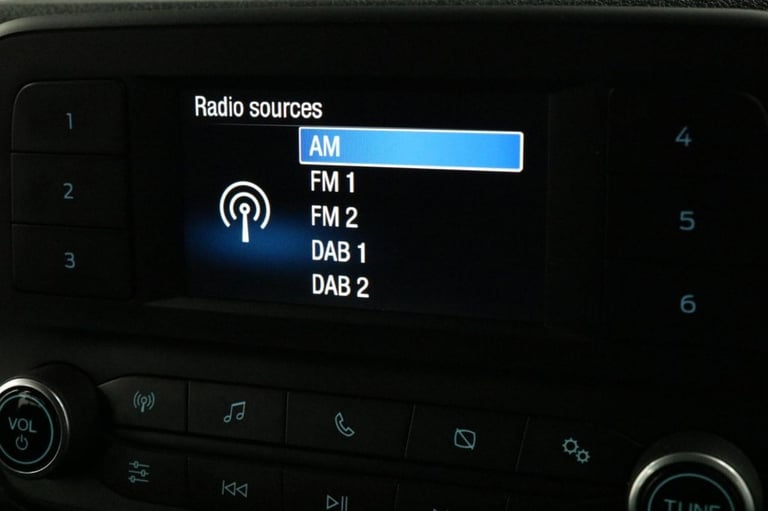 Radio sources
AM
FM 1
FM 2
DAB 1
DAB 2
1
2
3
4
5
6
VOL
TUNE